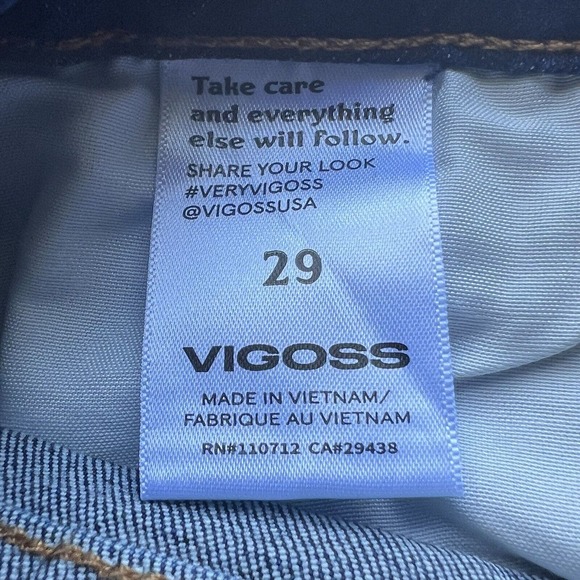 Take care
and everything
else will follow.
SHARE YOUR LOOK
#VERYVIGOSS
@VIGOSSUSA
29
VIGOSS
MADE IN VIETNAM/
FABRIQUE AU VIETNAM
RN#110712 CA#29438